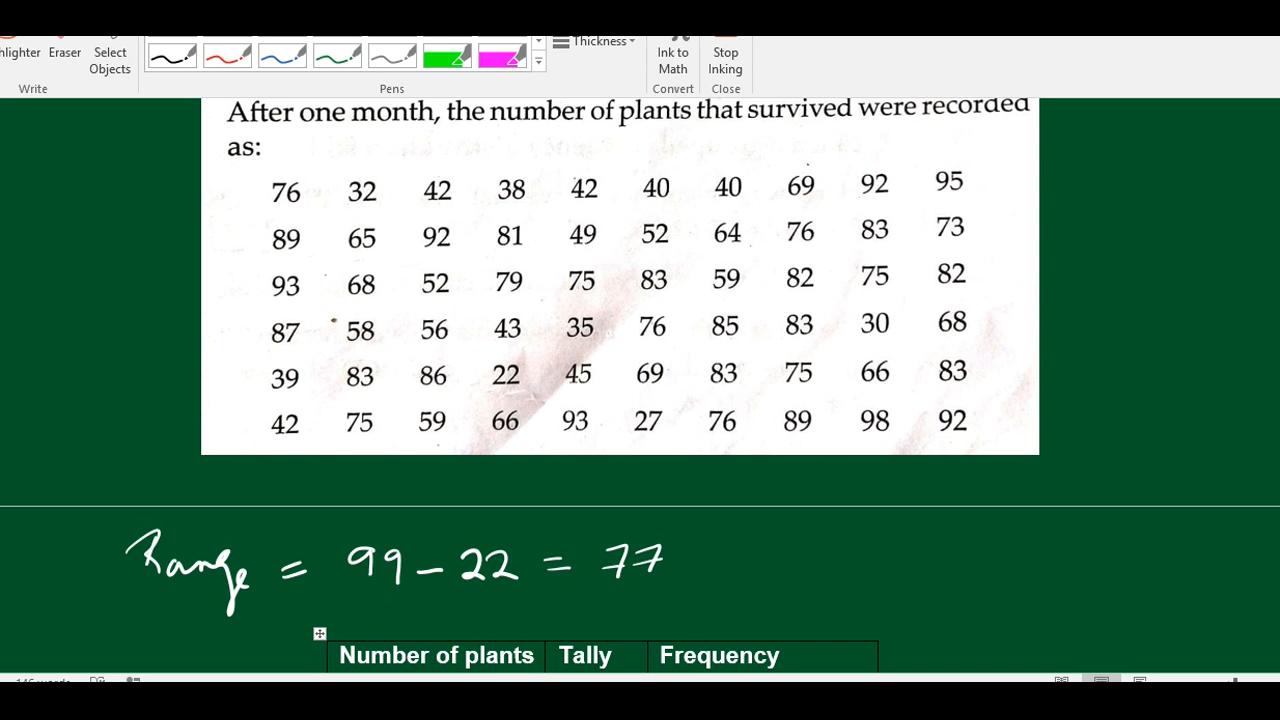 hlighter Eraser Select Objects
Thickness
Ink to Math
Stop Inking
Write Pens Convert Close
After one month, the number of plants that survived were recorded
as:
76 32 42 38 42 40 40 69 92 95
89 65 92 81 49 52 64 76 83 73
93 68 52 79 75 83 59 82 75 82
87 58 56 43 35 76 85 83 30 68
39 83 86 22 45 69 83 75 66 83
42 75 59 66 93 27 76 89 98 92
Range = 99 - 22 = 77
Number of plants Tally Frequency